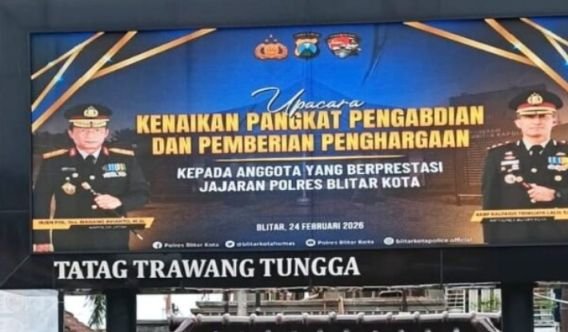 Upacara
KENAIKAN PANGKAT PENGABDIAN
DAN PEMBERIAN PENGHARGAAN
KEPADA ANGGOTA YANG BERPRESTASI
JAJARAN POLRES BLITAR KOTA
BLITAR, 24 FEBRUARI 2026
Polres Blitar Kota @blitarkotahumas Polres Blitar Kota blitarkotapolice.official
TATAG TRAWANG TUNGGA